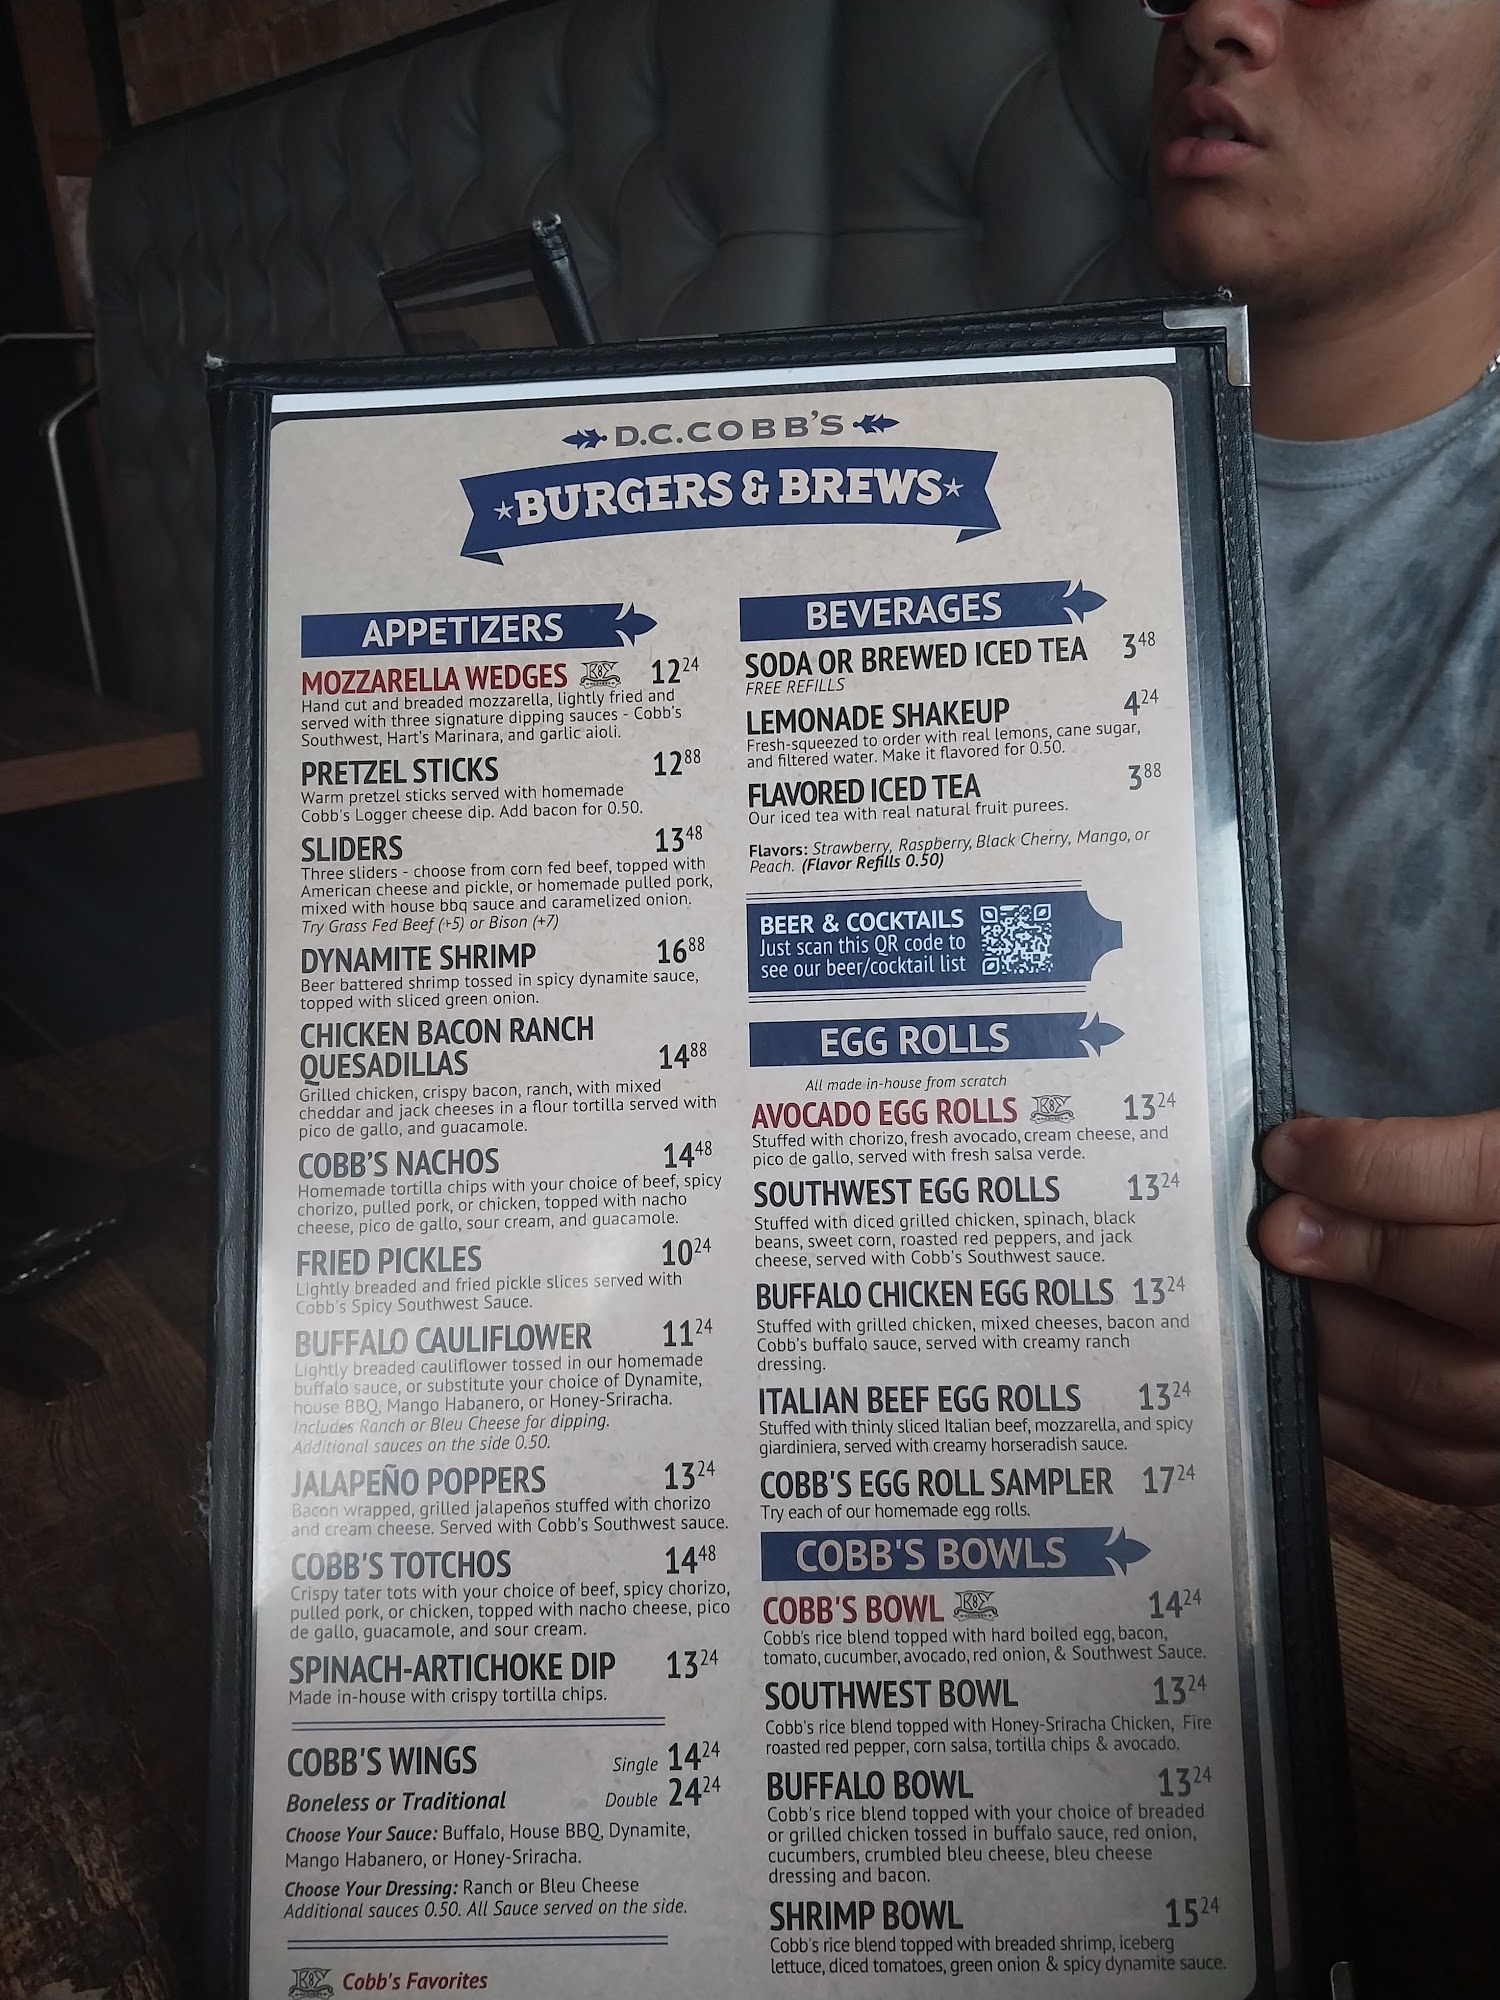 D.C. COBB'S
BURGERS & BREWS
APPETIZERS
MOZZARELLA WEDGES 12 24
Hand cut and breaded mozzarella, lightly fried and
served with three signature dipping sauces - Cobb's
Southwest, Hart's Marinara, and garlic aioli.
PRETZEL STICKS 12 88
Warm pretzel sticks served with homemade
Cobb's Logger cheese dip. Add bacon for 0.50.
SLIDERS 13 48
Three sliders - choose from corn fed beef, topped with
American cheese and pickle, or homemade pulled pork,
mixed with house bbq sauce and caramelized onion.
Try Grass Fed Beef (+5) or Bison (+7)
DYNAMITE SHRIMP 16 88
Beer battered shrimp tossed in spicy dynamite sauce,
topped with sliced green onion.
CHICKEN BACON RANCH
QUESADILLAS 14 88
Grilled chicken, crispy bacon, ranch, with mixed
cheddar and jack cheeses in a flour tortilla served with
pico de gallo, and guacamole.
COBB'S NACHOS 14 48
Homemade tortilla chips with your choice of beef, spicy
chorizo, pulled pork, or chicken, topped with nacho
cheese, pico de gallo, sour cream, and guacamole.
FRIED PICKLES 10 24
Lightly breaded and fried pickle slices served with
Cobb's Spicy Southwest Sauce.
BUFFALO CAULIFLOWER 11 24
Lightly breaded cauliflower tossed in our homemade
buffalo sauce, or substitute your choice of Dynamite,
house BBQ, Mango Habanero, or Honey-Sriracha.
Includes Ranch or Bleu Cheese for dipping.
Additional sauces on the side 0.50.
JALAPEÑO POPPERS 13 24
Bacon wrapped, grilled jalapeños stuffed with chorizo
and cream cheese. Served with Cobb's Southwest sauce.
COBB'S TOTCHOS 14 48
Crispy tater tots with your choice of beef, spicy chorizo,
pulled pork, or chicken, topped with nacho cheese, pico
de gallo, guacamole, and sour cream.
SPINACH-ARTICHOKE DIP 13 24
Made in-house with crispy tortilla chips.
COBB'S WINGS Single 14 24
Boneless or Traditional Double 24 24
Choose Your Sauce: Buffalo, House BBQ, Dynamite,
Mango Habanero, or Honey-Sriracha.
Choose Your Dressing: Ranch or Bleu Cheese
Additional sauces 0.50. All Sauce served on the side.
Cobb's Favorites
BEVERAGES
SODA OR BREWED ICED TEA 3 48
FREE REFILLS
LEMONADE SHAKEUP 4 24
Fresh-squeezed to order with real lemons, cane sugar,
and filtered water. Make it flavored for 0.50.
FLAVORED ICED TEA 3 88
Our iced tea with real natural fruit purees.
Flavors: Strawberry, Raspberry, Black Cherry, Mango, or
Peach. (Flavor Refills 0.50)
BEER & COCKTAILS
Just scan this QR code to
see our beer/cocktail list
EGG ROLLS
All made in-house from scratch
AVOCADO EGG ROLLS 13 24
Stuffed with chorizo, fresh avocado, cream cheese, and
pico de gallo, served with fresh salsa verde.
SOUTHWEST EGG ROLLS 13 24
Stuffed with diced grilled chicken, spinach, black
beans, sweet corn, roasted red peppers, and jack
cheese, served with Cobb's Southwest sauce.
BUFFALO CHICKEN EGG ROLLS 13 24
Stuffed with grilled chicken, mixed cheeses, bacon and
Cobb's buffalo sauce, served with creamy ranch
dressing.
ITALIAN BEEF EGG ROLLS 13 24
Stuffed with thinly sliced Italian beef, mozzarella, and spicy
giardiniera, served with creamy horseradish sauce.
COBB'S EGG ROLL SAMPLER 17 24
Try each of our homemade egg rolls.
COBB'S BOWLS
COBB'S BOWL 14 24
Cobb's rice blend topped with hard boiled egg, bacon,
tomato, cucumber, avocado, red onion, & Southwest Sauce.
SOUTHWEST BOWL 13 24
Cobb's rice blend topped with Honey-Sriracha Chicken, Fire
roasted red pepper, corn salsa, tortilla chips & avocado.
BUFFALO BOWL 13 24
Cobb's rice blend topped with your choice of breaded
or grilled chicken tossed in buffalo sauce, red onion,
cucumbers, crumbled bleu cheese, bleu cheese
dressing and bacon.
SHRIMP BOWL 15 24
Cobb's rice blend topped with breaded shrimp, iceberg
lettuce, diced tomatoes, green onion & spicy dynamite sauce.